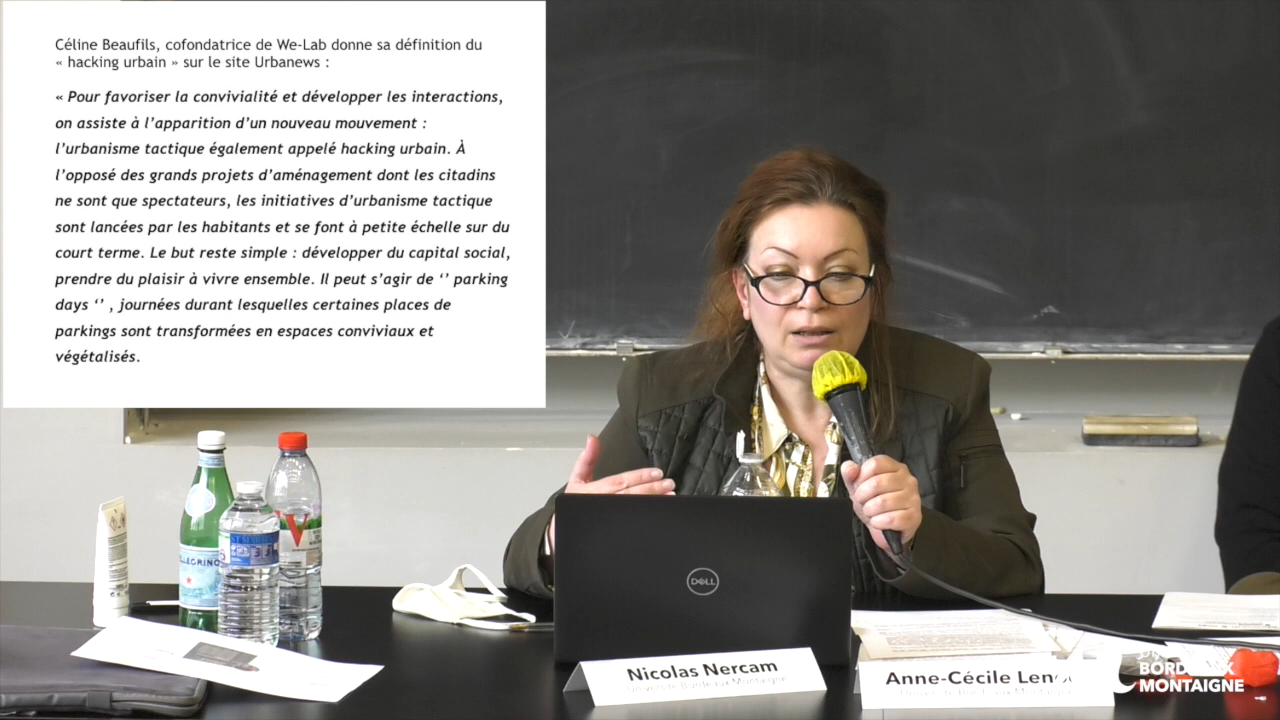 Céline Beaufils, cofondatrice de We-Lab donne sa définition du
« hacking urbain » sur le site Urbanews :
« Pour favoriser la convivialité et développer les interactions,
on assiste à l’apparition d’un nouveau mouvement :
l’urbanisme tactique également appelé hacking urbain. À
l’opposé des grands projets d’aménagement dont les citadins
ne sont que spectateurs, les initiatives d’urbanisme tactique
sont lancées par les habitants et se font à petite échelle sur du
court terme. Le but reste simple : développer du capital social,
prendre du plaisir à vivre ensemble. Il peut s’agir de ‘’ parking
days ‘’ , journées durant lesquelles certaines places de
parkings sont transformées en espaces conviviaux et
végétalisés.
DELL
Nicolas Nercam
Université Bordeaux Montaigne
Anne-Cécile
BORDEAUX
MONTAIGNE